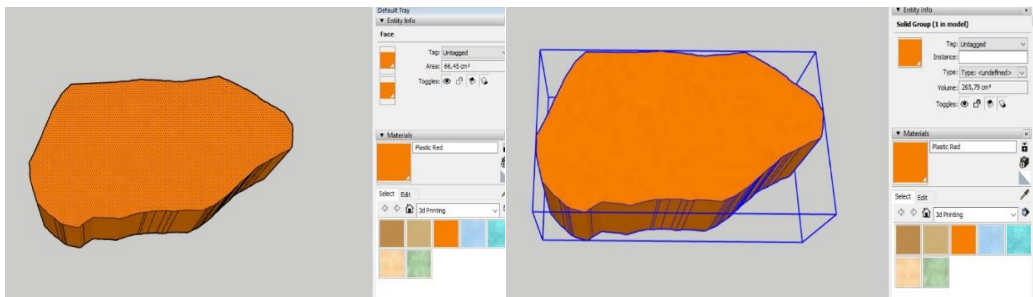 Default Tray
▼ Entity Info
Face
Tag: Untagged
Area: 66,45 cm²
Toggles:
▼ Materials
Plastic Red
Select Edit
3d Printing
▼ Entity Info
Solid Group (1 in model)
Tag: Untagged
Instance:
Type: Type: <undefined>
Volume: 265,79 cm³
Toggles:
▼ Materials
Plastic Red
Select Edit
3d Printing